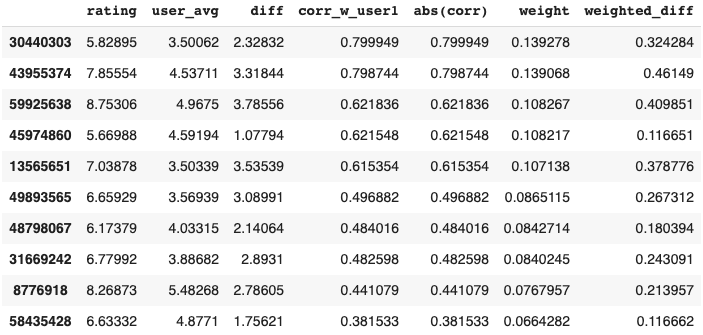 rating user_avg diff corr_w_user1 abs(corr) weight weighted_diff
30440303 5.82895 3.50062 2.32832 0.799949 0.799949 0.139278 0.324284
43955374 7.85554 4.53711 3.31844 0.798744 0.798744 0.139068 0.46149
59925638 8.75306 4.9675 3.78556 0.621836 0.621836 0.108267 0.409851
45974860 5.66988 4.59194 1.07794 0.621548 0.621548 0.108217 0.116651
13565651 7.03878 3.50339 3.53539 0.615354 0.615354 0.107138 0.378776
49893565 6.65929 3.56939 3.08991 0.496882 0.496882 0.0865115 0.267312
48798067 6.17379 4.03315 2.14064 0.484016 0.484016 0.0842714 0.180394
31669242 6.77992 3.88682 2.8931 0.482598 0.482598 0.0840245 0.243091
8776918 8.26873 5.48268 2.78605 0.441079 0.441079 0.0767957 0.213957
58435428 6.63332 4.8771 1.75621 0.381533 0.381533 0.0664282 0.116662